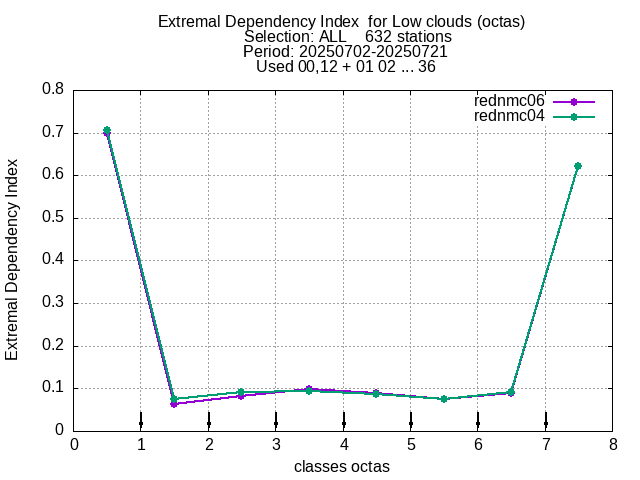 Extremal Dependency Index  for Low clouds (octas)
Selection: ALL    632 stations
Period: 20250702-20250721
Used 00,12 + 01 02 ... 36
rednmc06
rednmc04
Extremal Dependency Index
0.8
0.7
0.6
0.5
0.4
0.3
0.2
0.1
0
0 1 2 3 4 5 6 7 8
classes octas